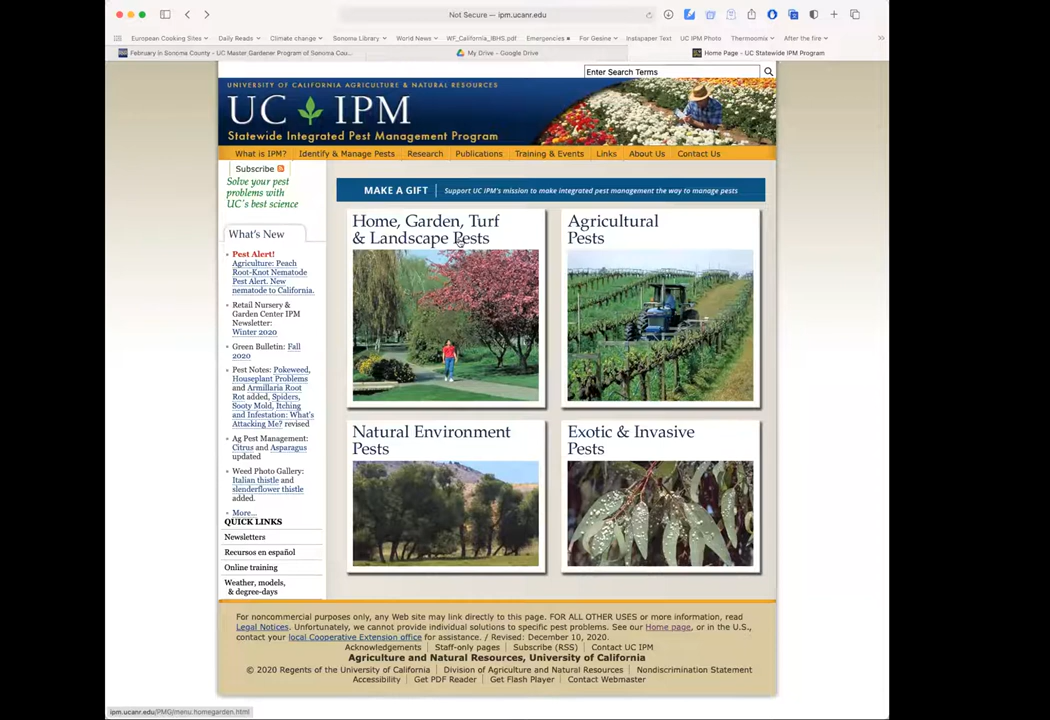 Not Secure — ipm.ucanr.edu
European Cooking Sites
Daily Reads
Climate change
Sonoma Library
World News
WF_California_IBHS.pdf
Emergencies
For Gesine
Instapaper Text
UC IPM Photo
Thermoomix
After the fire
February in Sonoma County - UC Master Gardener Program of Sonoma Cou...
My Drive - Google Drive
Home Page - UC Statewide IPM Program
Enter Search Terms
UNIVERSITY OF CALIFORNIA AGRICULTURE & NATURAL RESOURCES
UC IPM
Statewide Integrated Pest Management Program
What is IPM?
Identify & Manage Pests
Research
Publications
Training & Events
Links
About Us
Contact Us
Subscribe
Solve your pest
problems with
UC's best science
What's New
Pest Alert!
Agriculture: Peach
Root-Knot Nematode
Pest Alert. New
nematode to California.
Retail Nursery &
Garden Center IPM
Newsletter:
Winter 2020
Green Bulletin: Fall
2020
Pest Notes: Pokeweed,
Houseplant Problems
and Armillaria Root
Rot added, Spiders,
Sooty Mold, Itching
and Infestation: What's
Attacking Me? revised
Ag Pest Management:
Citrus and Asparagus
updated
Weed Photo Gallery:
Italian thistle and
slenderflower thistle
added.
More...
QUICK LINKS
Newsletters
Recursos en español
Online training
Weather, models,
& degree-days
MAKE A GIFT
Support UC IPM's mission to make integrated pest management the way to manage pests
Home, Garden, Turf
& Landscape Pests
Agricultural
Pests
Natural Environment
Pests
Exotic & Invasive
Pests
For noncommercial purposes only, any Web site may link directly to this page. FOR ALL OTHER USES or more information, read
Legal Notices. Unfortunately, we cannot provide individual solutions to specific pest problems. See our Home page, or in the U.S.,
contact your local Cooperative Extension office for assistance. / Revised: December 10, 2020.
Acknowledgements
Staff-only pages
Subscribe (RSS)
Contact UC IPM
Agriculture and Natural Resources, University of California
© 2020 Regents of the University of California
Division of Agriculture and Natural Resources
Nondiscrimination Statement
Accessibility
Get PDF Reader
Get Flash Player
Contact Webmaster
ipm.ucanr.edu/PMG/menu.homegarden.html